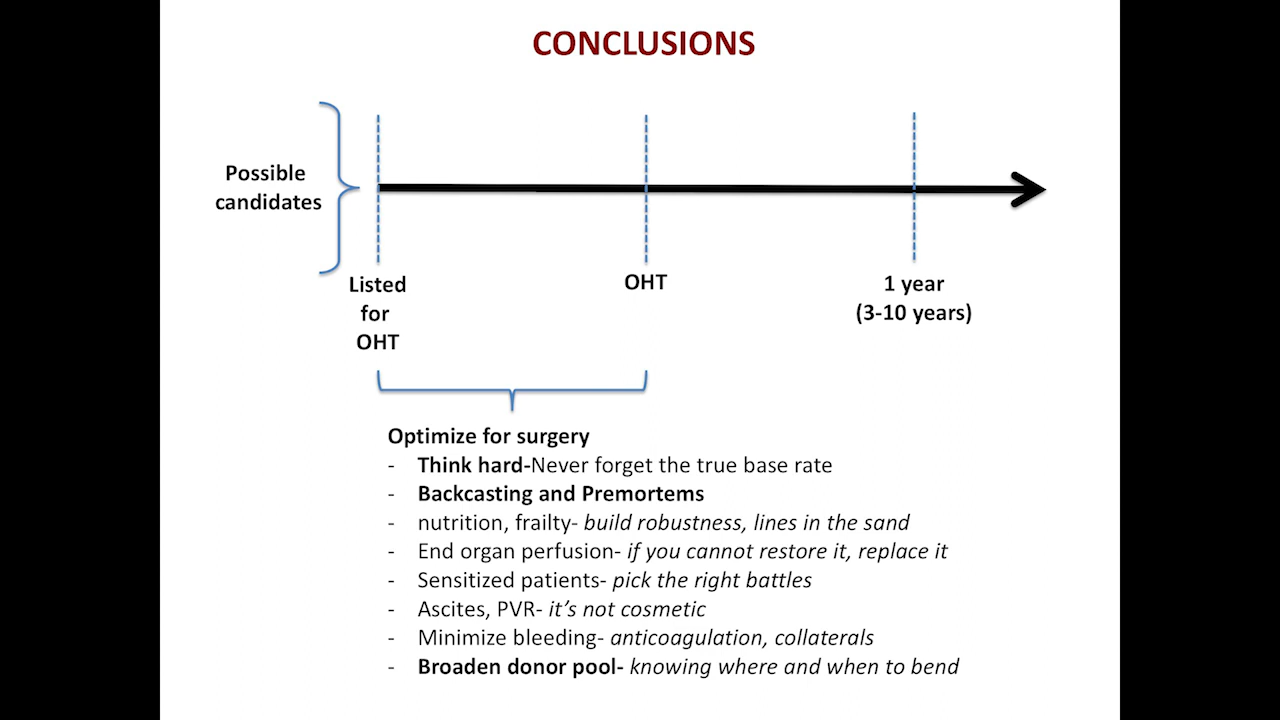 CONCLUSIONS
Possible
candidates
Listed
for
OHT
OHT
1 year
(3-10 years)
Optimize for surgery
- Think hard-Never forget the true base rate
- Backcasting and Premortems
- nutrition, frailty- build robustness, lines in the sand
- End organ perfusion- if you cannot restore it, replace it
- Sensitized patients- pick the right battles
- Ascites, PVR- it's not cosmetic
- Minimize bleeding- anticoagulation, collaterals
- Broaden donor pool- knowing where and when to bend